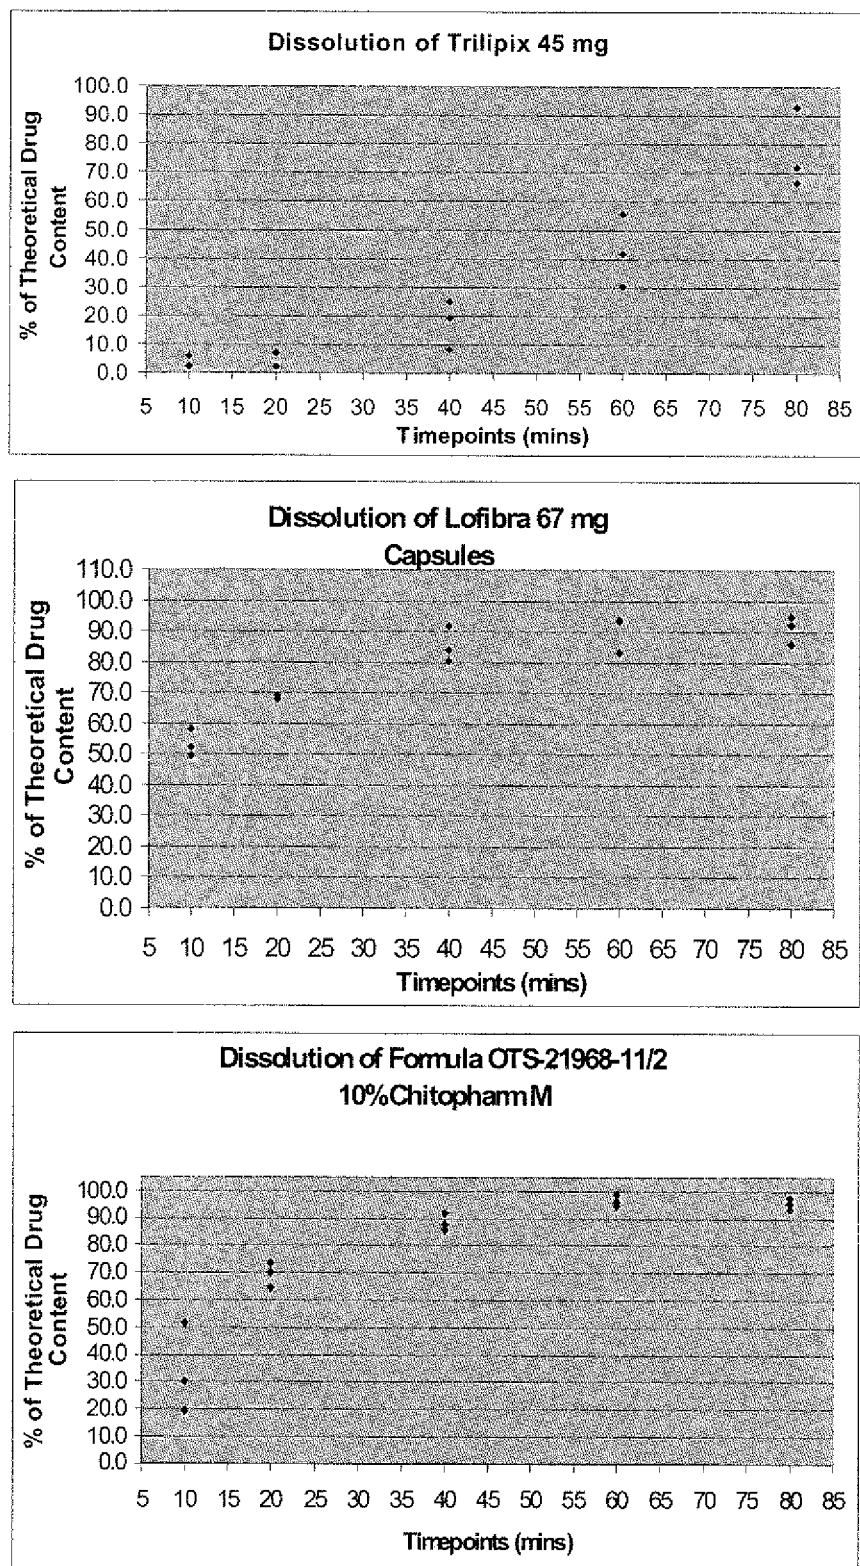 Dissolution of Trilipix 45 mg
% of Theoretical Drug
Content
100.0
90.0
80.0
70.0
60.0
50.0
40.0
30.0
20.0
10.0
0.0
5 10 15 20 25 30 35 40 45 50 55 60 65 70 75 80 85
Timepoints (mins)
Dissolution of Lofibra 67 mg
Capsules
% of Theoretical Drug
Content
110.0
100.0
90.0
80.0
70.0
60.0
50.0
40.0
30.0
20.0
10.0
0.0
5 10 15 20 25 30 35 40 45 50 55 60 65 70 75 80 85
Timepoints (mins)
Dissolution of Formula OTS-21968-11/2
10%Chitopharm M
% of Theoretical Drug
Content
100.0
90.0
80.0
70.0
60.0
50.0
40.0
30.0
20.0
10.0
0.0
5 10 15 20 25 30 35 40 45 50 55 60 65 70 75 80 85
Timepoints (mins)